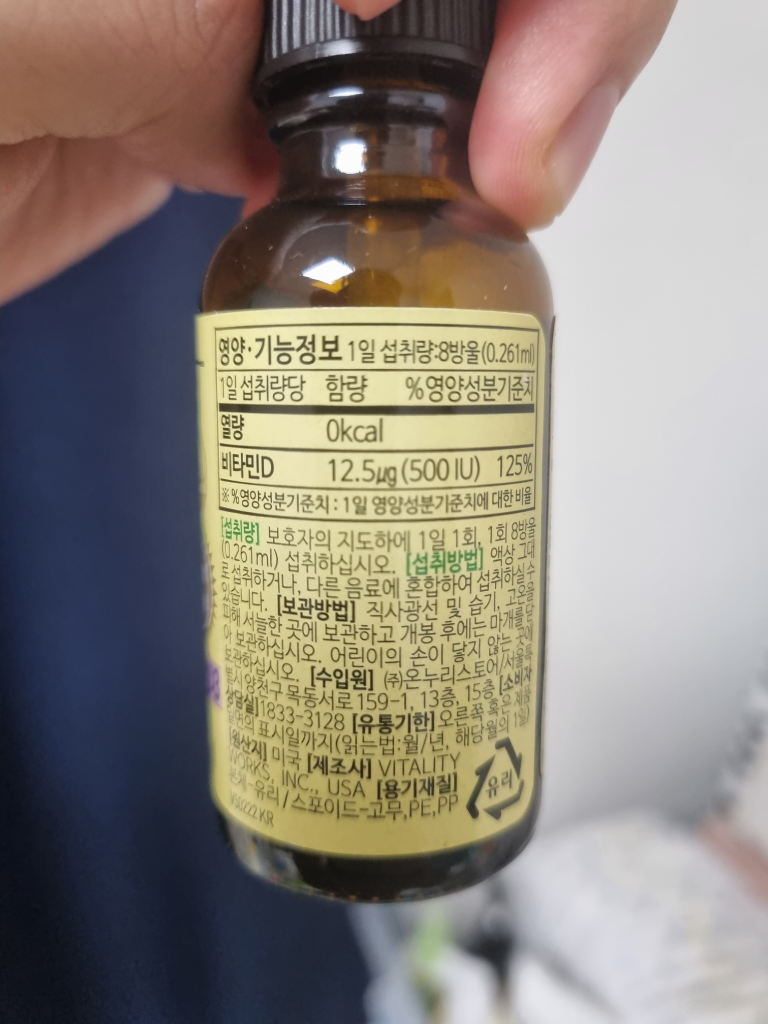 영양·기능정보 1일 섭취량:8방울(0.261ml)
1일 섭취량당 함량 %영양성분기준치
열량 0kcal
비타민D 12.5㎍(500 IU) 125%
※%영양성분기준치 : 1일 영양성분기준치에 대한 비율
[섭취량] 보호자의 지도하에 1일 1회, 1회 8방울
(0.261ml) 섭취하십시오. [섭취방법] 액상 그대
로 섭취하거나, 다른 음료에 혼합하여 섭취하실 수
있습니다. [보관방법] 직사광선 및 습기, 고온을
피해 서늘한 곳에 보관하고 개봉 후에는 마개를 닫
아 보관하십시오. 어린이의 손이 닿지 않는 곳에
보관하십시오. [수입원] (주)온누리스토어/서울특
별시 양천구 목동서로 159-1, 13층, 15층 [소비자
상담실]1833-3128 [유통기한]오른쪽 혹은 제품
밑면의 표시일까지(읽는법:월/년, 해당월의 1일)
[원산지] 미국 [제조사] VITALITY
WORKS, INC., USA [용기재질]
본체-유리/스포이드-고무,PE,PP
유리
VG0222 KR